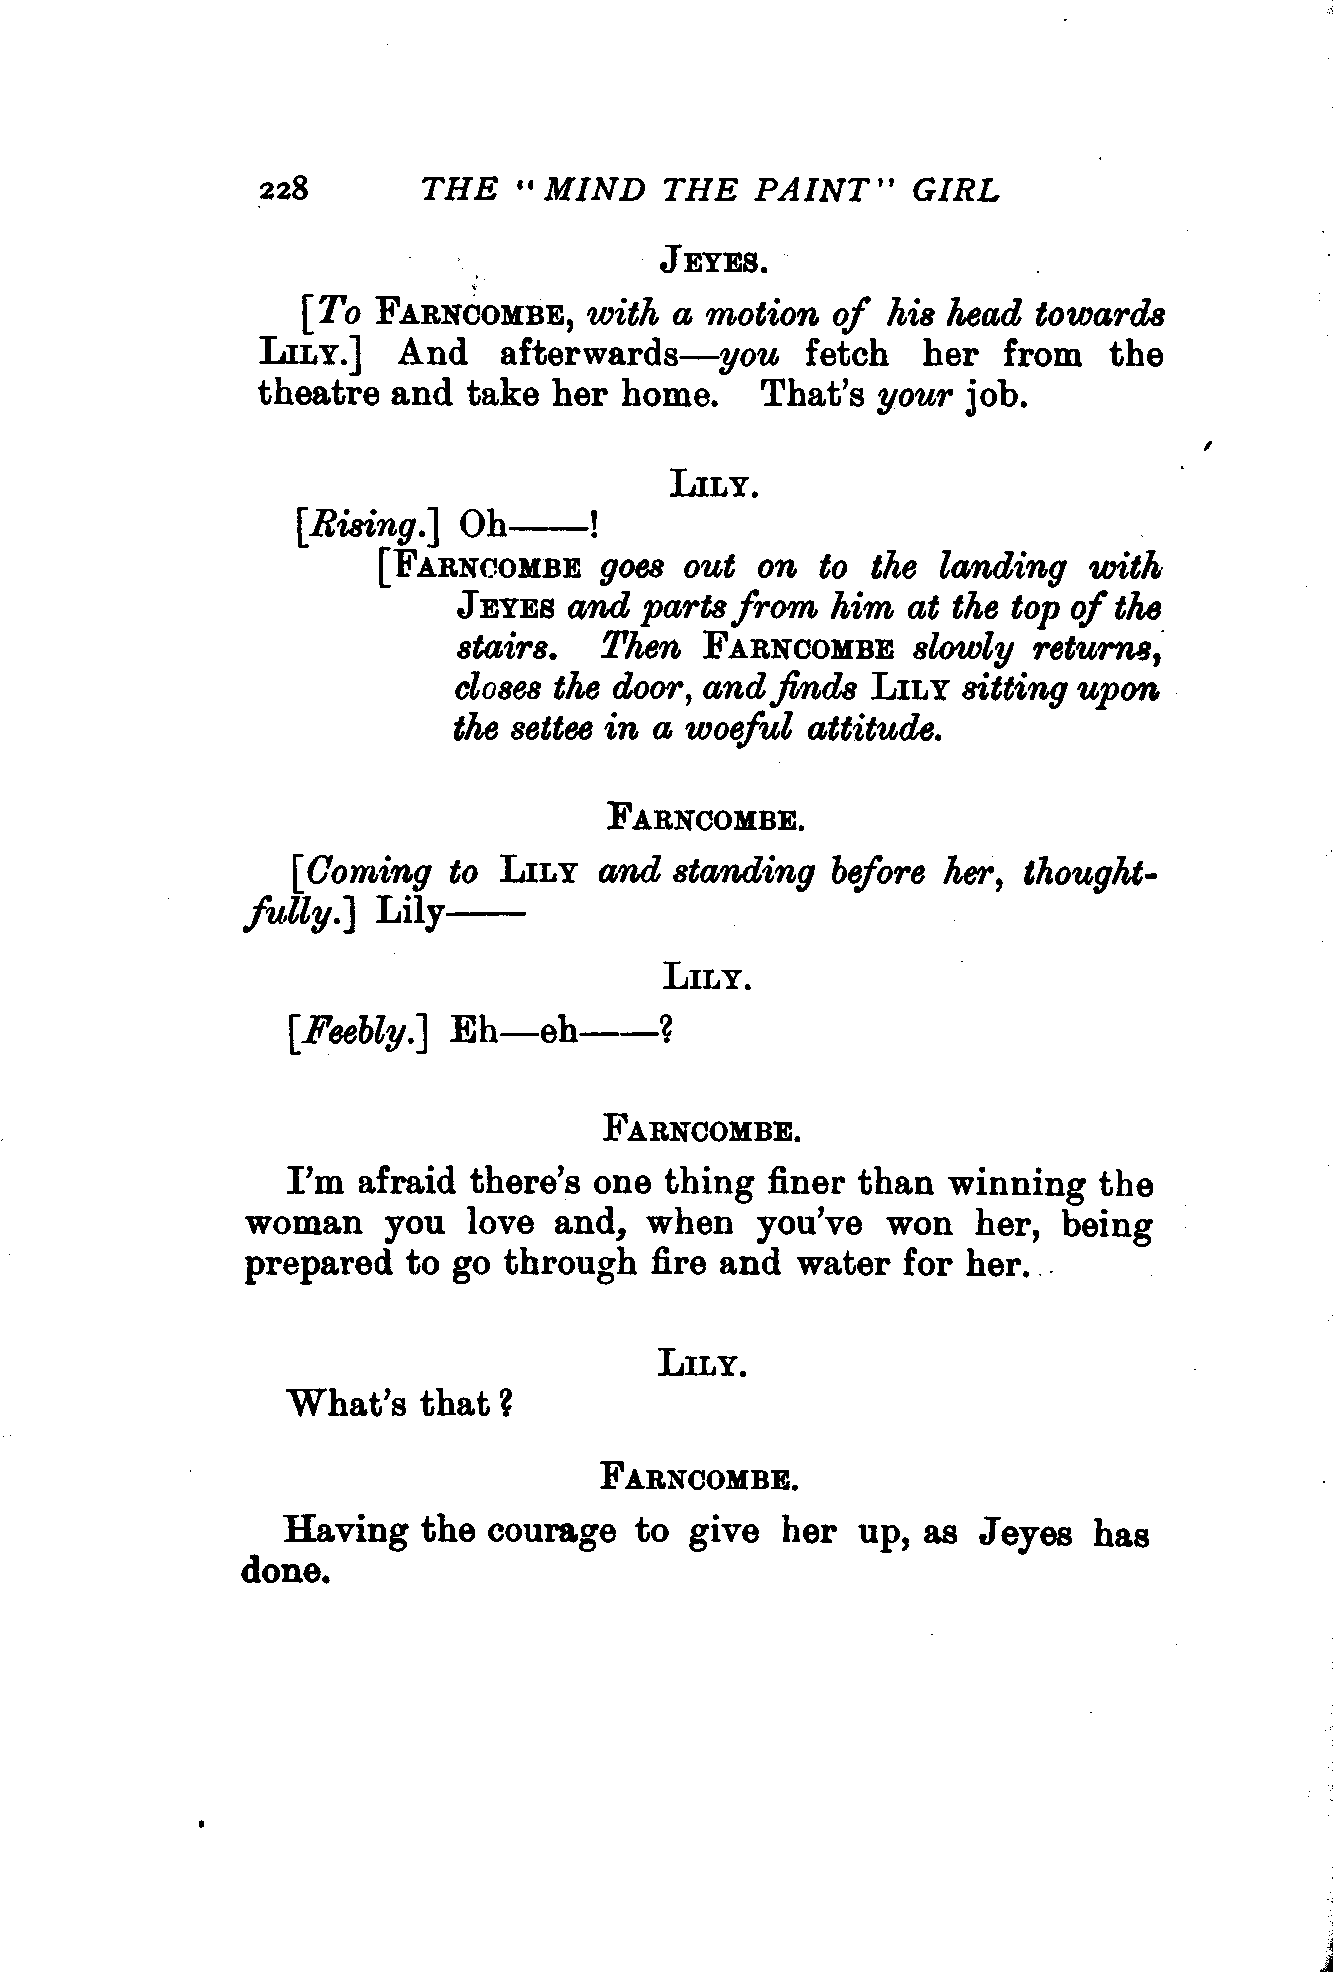 228 THE "MIND THE PAINT" GIRL
JEYES.
[To FARNCOMBE, with a motion of his head towards
LILY.] And afterwards—you fetch her from the
theatre and take her home. That's your job.
LILY.
[Rising.] Oh——!
[FARNCOMBE goes out on to the landing with
JEYES and parts from him at the top of the
stairs. Then FARNCOMBE slowly returns,
closes the door, and finds LILY sitting upon
the settee in a woeful attitude.
FARNCOMBE.
[Coming to LILY and standing before her, thought-
fully.] Lily——
LILY.
[Feebly.] Eh—eh——?
FARNCOMBE.
I'm afraid there's one thing finer than winning the
woman you love and, when you've won her, being
prepared to go through fire and water for her.
LILY.
What's that?
FARNCOMBE.
Having the courage to give her up, as Jeyes has
done.